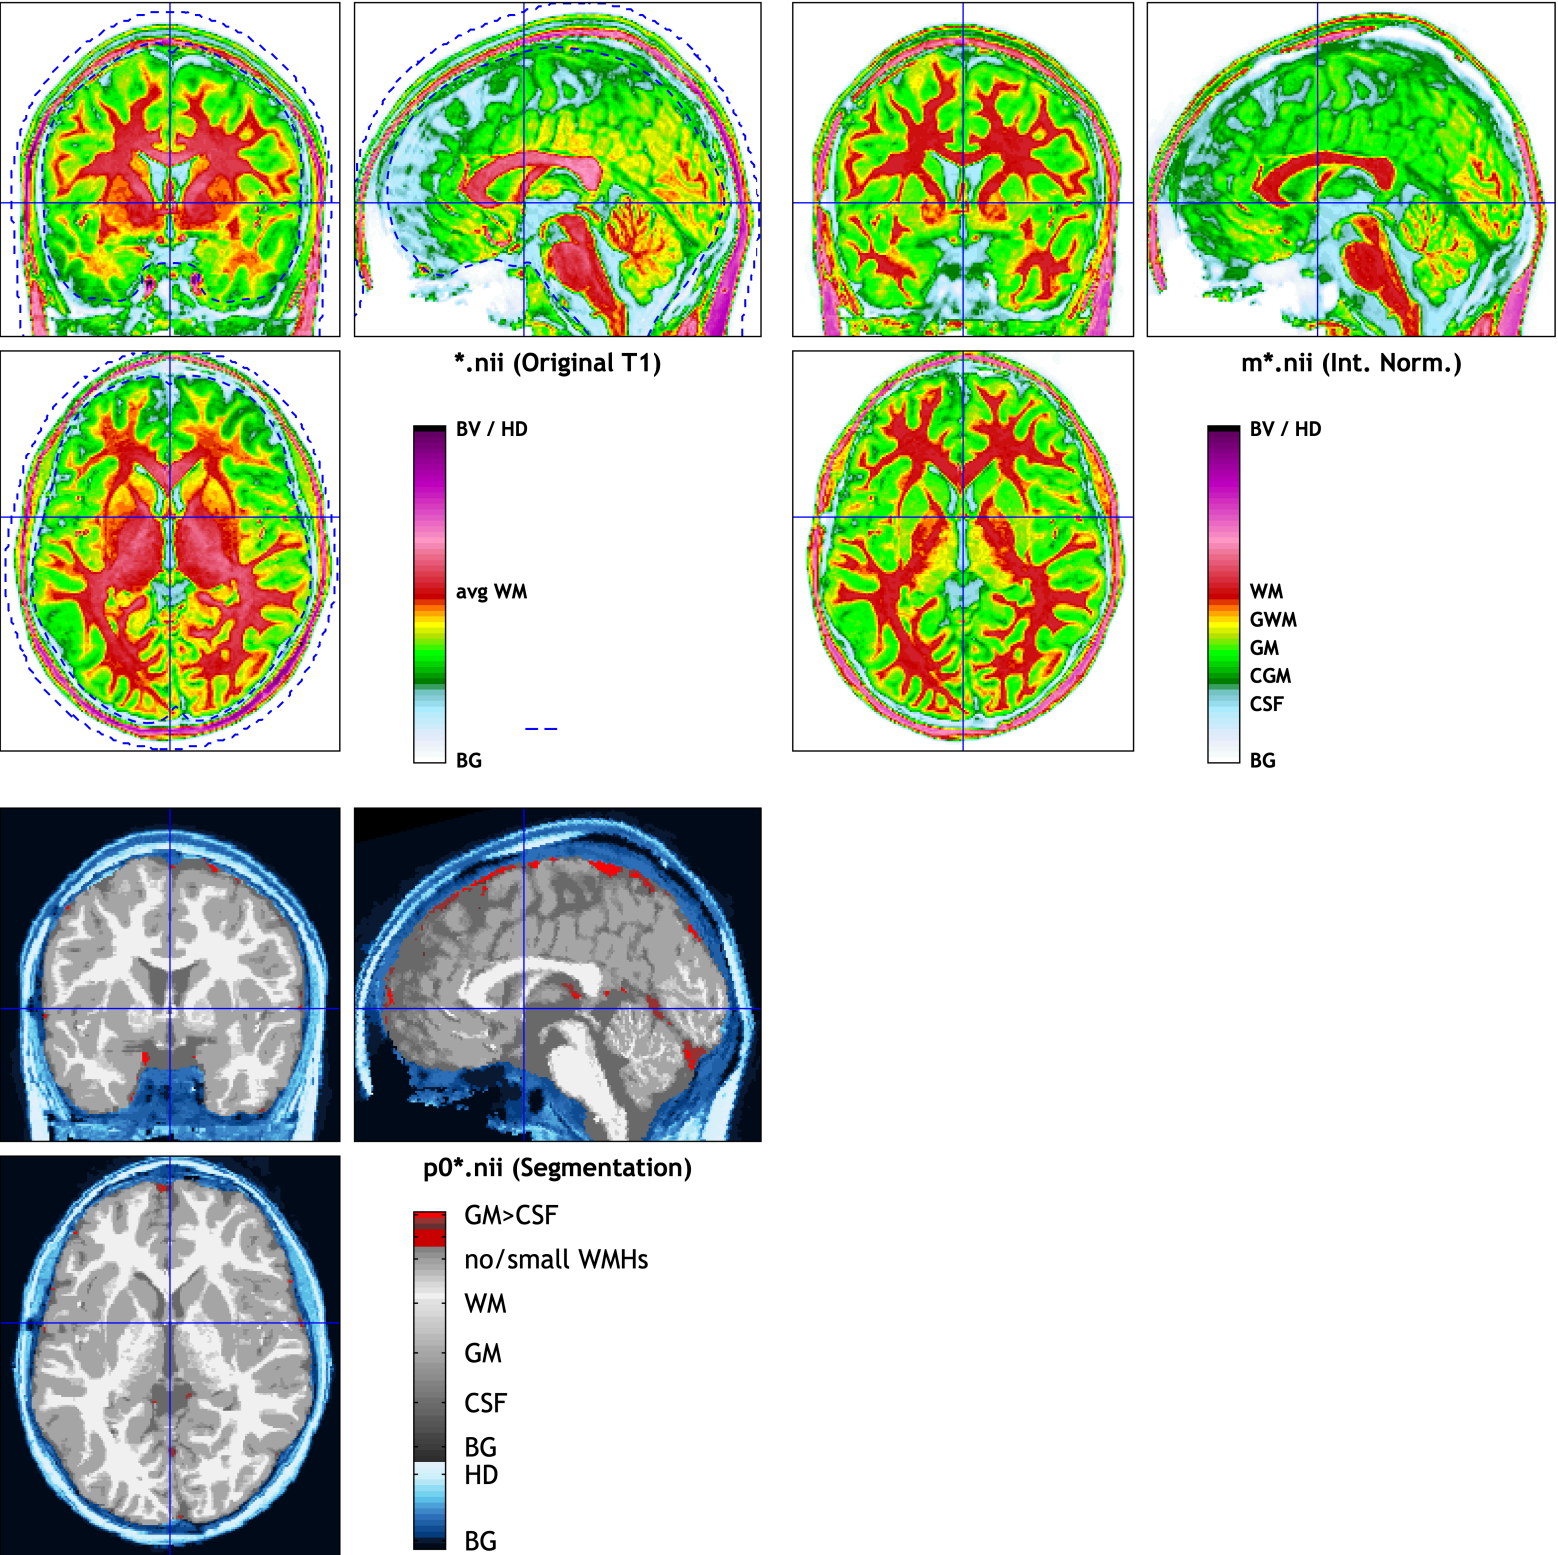 *.nii (Original T1)
BV / HD
avg WM
BG
m*.nii (Int. Norm.)
BV / HD
WM
GWM
GM
CGM
CSF
BG
p0*.nii (Segmentation)
GM>CSF
no/small WMHs
WM
GM
CSF
BG
HD
BG